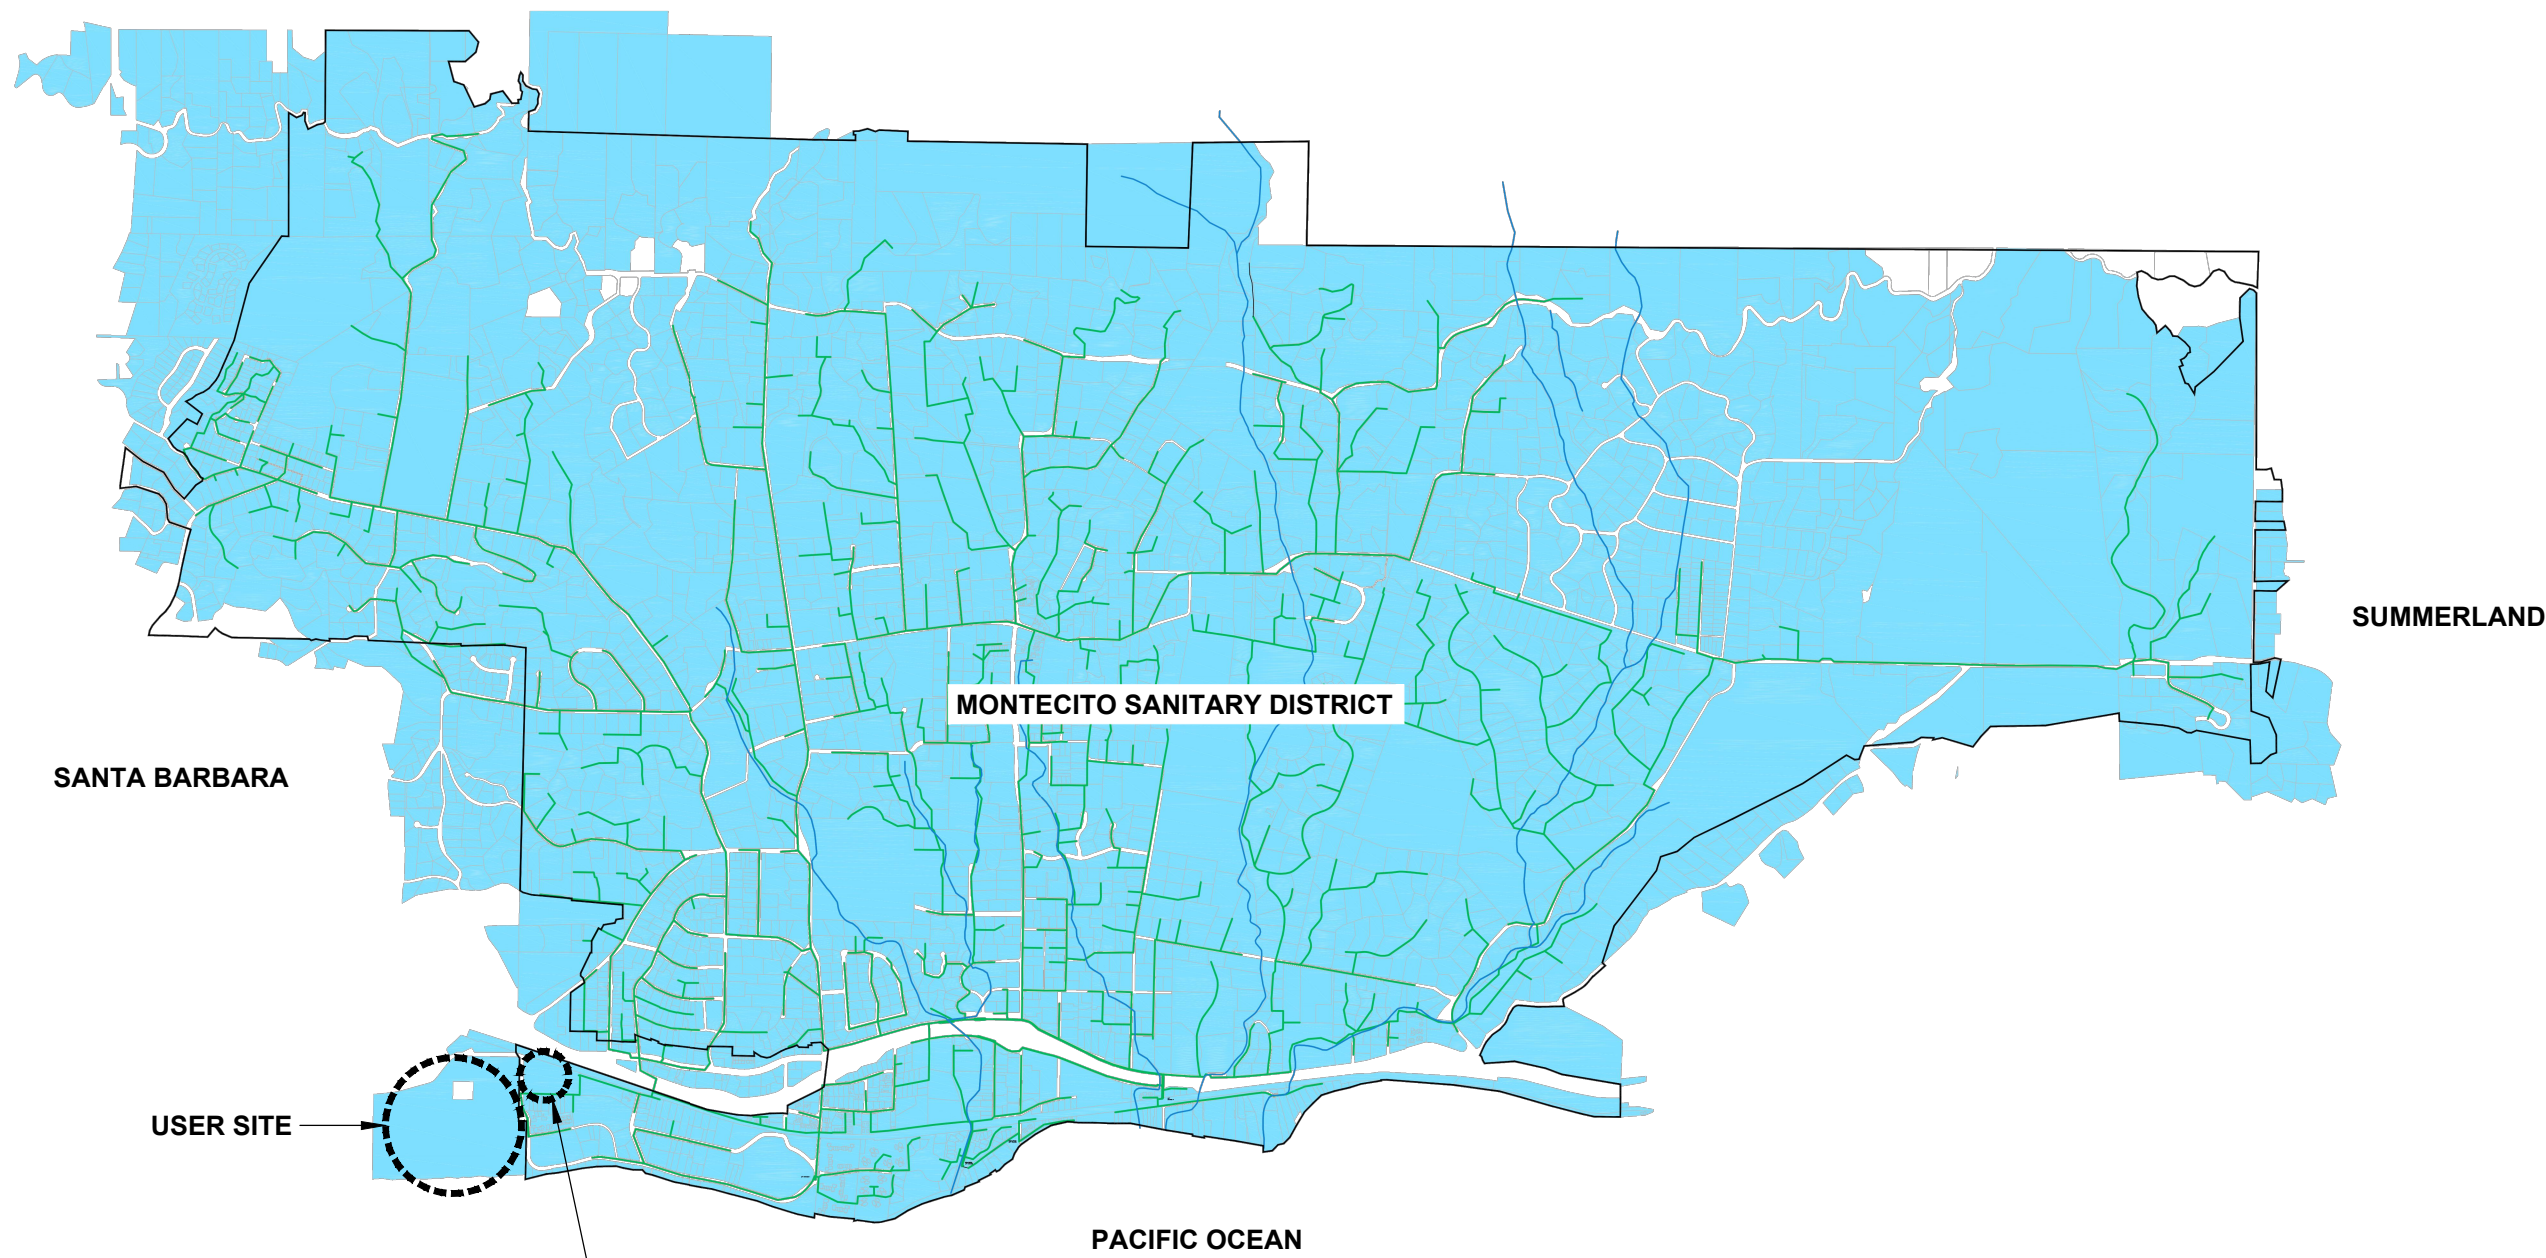 SUMMERLAND
MONTECITO SANITARY DISTRICT
SANTA BARBARA
USER SITE
PACIFIC OCEAN